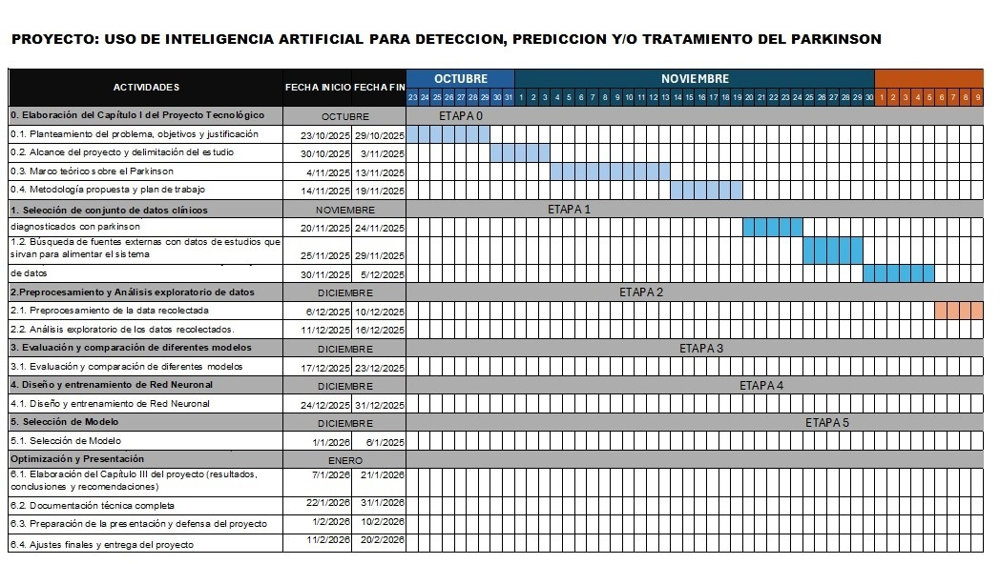 PROYECTO: USO DE INTELIGENCIA ARTIFICIAL PARA DETECCION, PREDICCION Y/O TRATAMIENTO DEL PARKINSON
ACTIVIDADES FECHA INICIO FECHA FIN OCTUBRE NOVIEMBRE
23 24 25 26 27 28 29 30 31 1 2 3 4 5 6 7 8 9 10 11 12 13 14 15 16 17 18 19 20 21 22 23 24 25 26 27 28 29 30 1 2 3 4 5 6 7 8 9
0. Elaboración del Capítulo I del Proyecto Tecnológico OCTUBRE ETAPA 0
0.1. Planteamiento del problema, objetivos y justificación 23/10/2025 29/10/2025
0.2. Alcance del proyecto y delimitación del estudio 30/10/2025 3/11/2025
0.3. Marco teórico sobre el Parkinson 4/11/2025 13/11/2025
0.4. Metodología propuesta y plan de trabajo 14/11/2025 19/11/2025
1. Selección de conjunto de datos clínicos NOVIEMBRE ETAPA 1
diagnosticados con parkinson 20/11/2025 24/11/2025
1.2. Búsqueda de fuentes externas con datos de estudios que
sirvan para alimentar el sistema 25/11/2025 29/11/2025
de datos 30/11/2025 5/12/2025
2.Preprocesamiento y Análisis exploratorio de datos DICIEMBRE ETAPA 2
2.1. Preprocesamiento de la data recolectada 6/12/2025 10/12/2025
2.2. Análisis exploratorio de los datos recolectados. 11/12/2025 16/12/2025
3. Evaluación y comparación de diferentes modelos DICIEMBRE ETAPA 3
3.1. Evaluación y comparación de diferentes modelos 17/12/2025 23/12/2025
4. Diseño y entrenamiento de Red Neuronal DICIEMBRE ETAPA 4
4.1. Diseño y entrenamiento de Red Neuronal 24/12/2025 31/12/2025
5. Selección de Modelo DICIEMBRE ETAPA 5
5.1. Selección de Modelo 1/1/2026 6/1/2025
Optimización y Presentación ENERO
6.1. Elaboración del Capítulo III del proyecto (resultados, 7/1/2026 21/1/2026
conclusiones y recomendaciones)
6.2. Documentación técnica completa 22/1/2026 31/1/2026
6.3. Preparación de la presentación y defensa del proyecto 1/2/2026 10/2/2026
6.4. Ajustes finales y entrega del proyecto 11/2/2026 20/2/2026